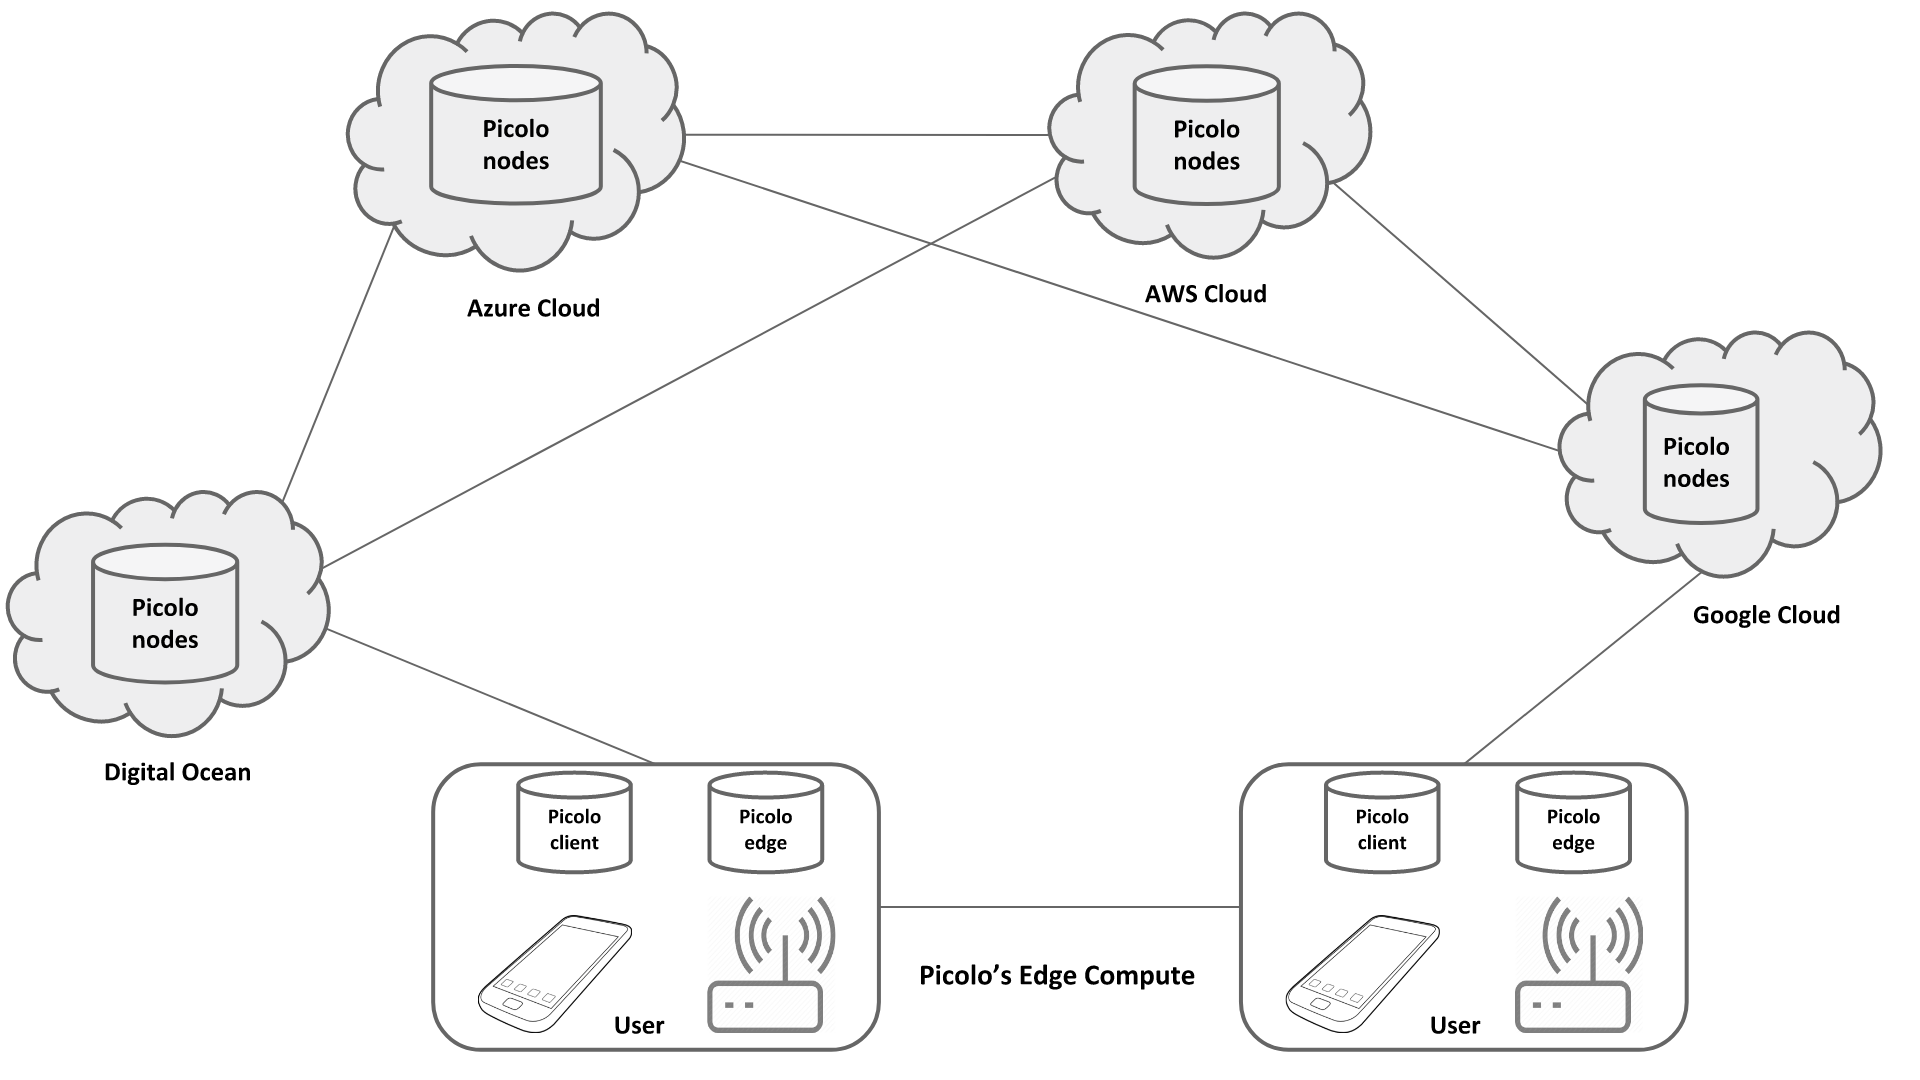 Picolo
nodes
Picolo
nodes
Azure Cloud
AWS Cloud
Picolo
nodes
Google Cloud
Picolo
nodes
Digital Ocean
Picolo
client
Picolo
edge
User
Picolo’s Edge Compute
Picolo
client
Picolo
edge
User